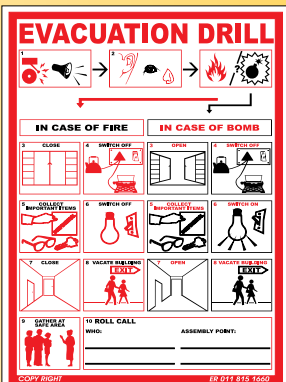 EVACUATION DRILL
1
2
?
IN CASE OF FIRE
IN CASE OF BOMB
3 CLOSE
4 SWITCH OFF
3 OPEN
4 SWITCH OFF
5 COLLECT IMPORTANT ITEMS
6 SWITCH OFF
5 COLLECT IMPORTANT ITEMS
6 SWITCH ON
7 CLOSE
8 VACATE BUILDING
EXIT
7 OPEN
8 VACATE BUILDING
EXIT
9 GATHER AT SAFE AREA
10 ROLL CALL
WHO:
ASSEMBLY POINT:
COPY RIGHT
ER 011 815 1660